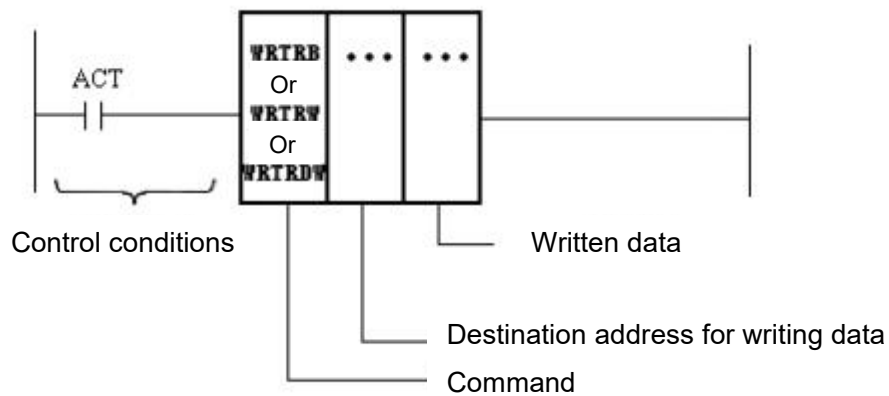 ACT
WRTRB
Or
WRTRW
Or
WRTRDW
••• •••
Control conditions
Written data
Destination address for writing data
Command